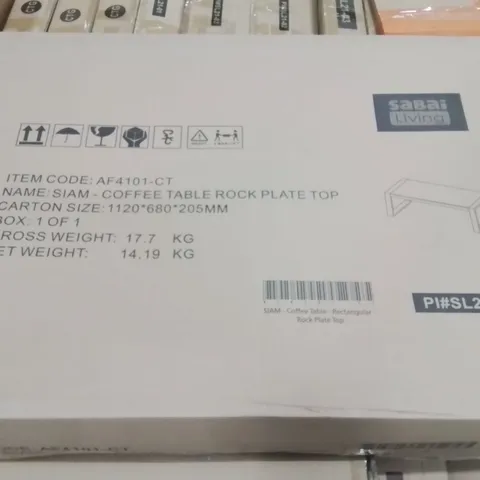 sabai
Living
ITEM CODE: AF4101-CT
NAME: SIAM - COFFEE TABLE ROCK PLATE TOP
CARTON SIZE: 1120*680*205MM
BOX: 1 OF 1
ROSS WEIGHT: 17.7 KG
ET WEIGHT: 14.19 KG
SIAM - Coffee Table - Rectangular
Rock Plate Top
PI#SL2
AF4101-CT